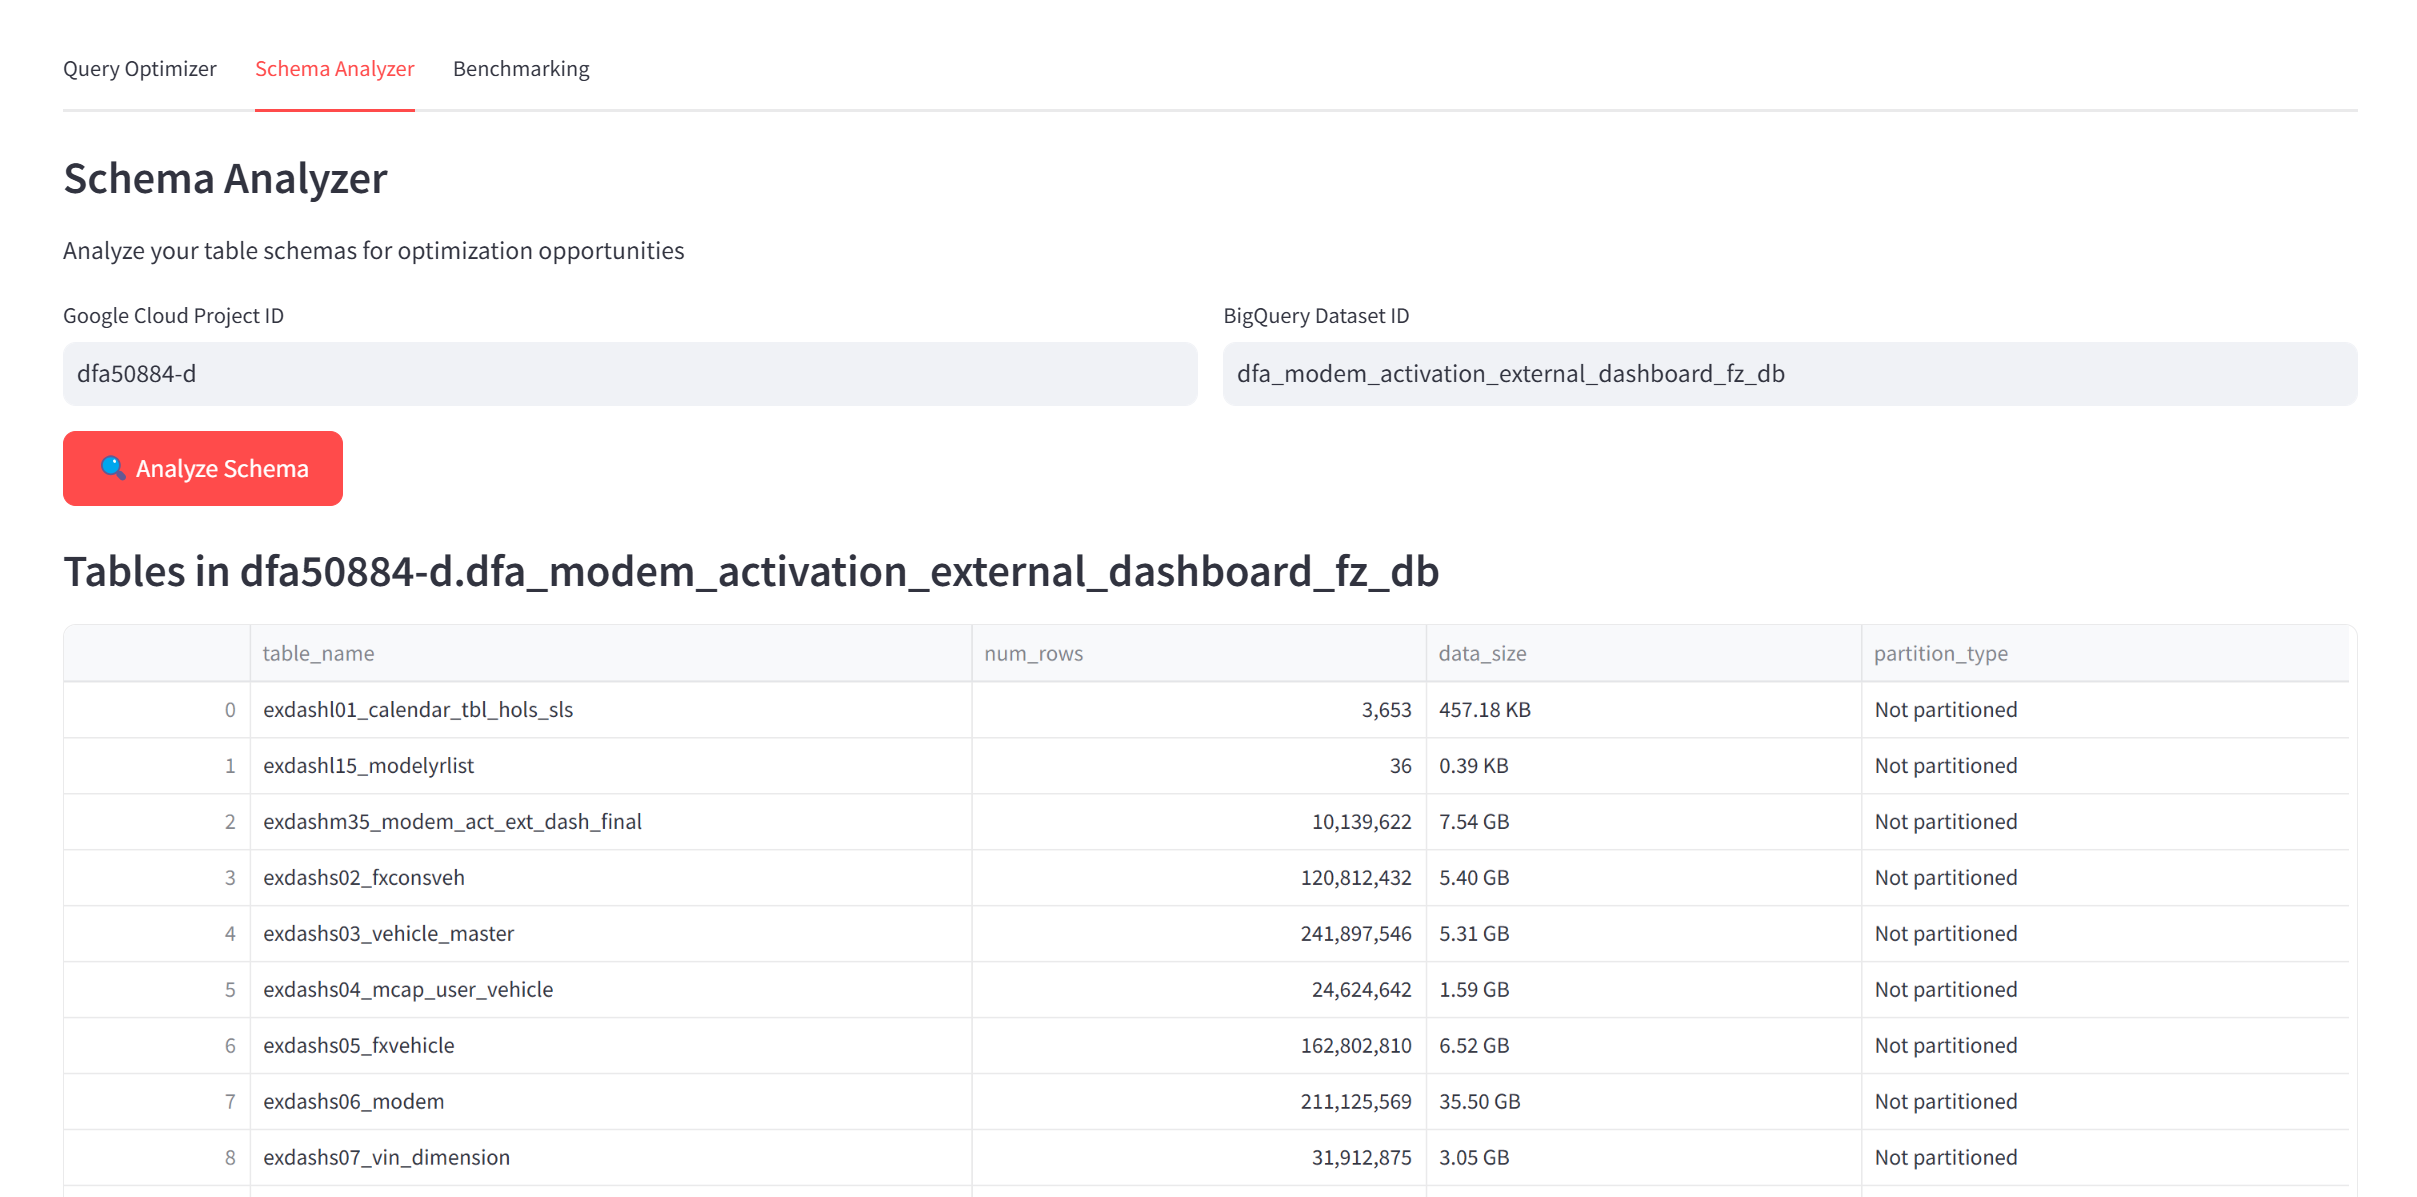 Query Optimizer Schema Analyzer Benchmarking
Schema Analyzer
Analyze your table schemas for optimization opportunities
Google Cloud Project ID BigQuery Dataset ID
dfa50884-d dfa_modem_activation_external_dashboard_fz_db
Analyze Schema
Tables in dfa50884-d.dfa_modem_activation_external_dashboard_fz_db
table_name num_rows data_size partition_type
0 exdashl01_calendar_tbl_hols_sls 3,653 457.18 KB Not partitioned
1 exdashl15_modelyrlist 36 0.39 KB Not partitioned
2 exdashm35_modem_act_ext_dash_final 10,139,622 7.54 GB Not partitioned
3 exdashs02_fxconsveh 120,812,432 5.40 GB Not partitioned
4 exdashs03_vehicle_master 241,897,546 5.31 GB Not partitioned
5 exdashs04_mcap_user_vehicle 24,624,642 1.59 GB Not partitioned
6 exdashs05_fxvehicle 162,802,810 6.52 GB Not partitioned
7 exdashs06_modem 211,125,569 35.50 GB Not partitioned
8 exdashs07_vin_dimension 31,912,875 3.05 GB Not partitioned